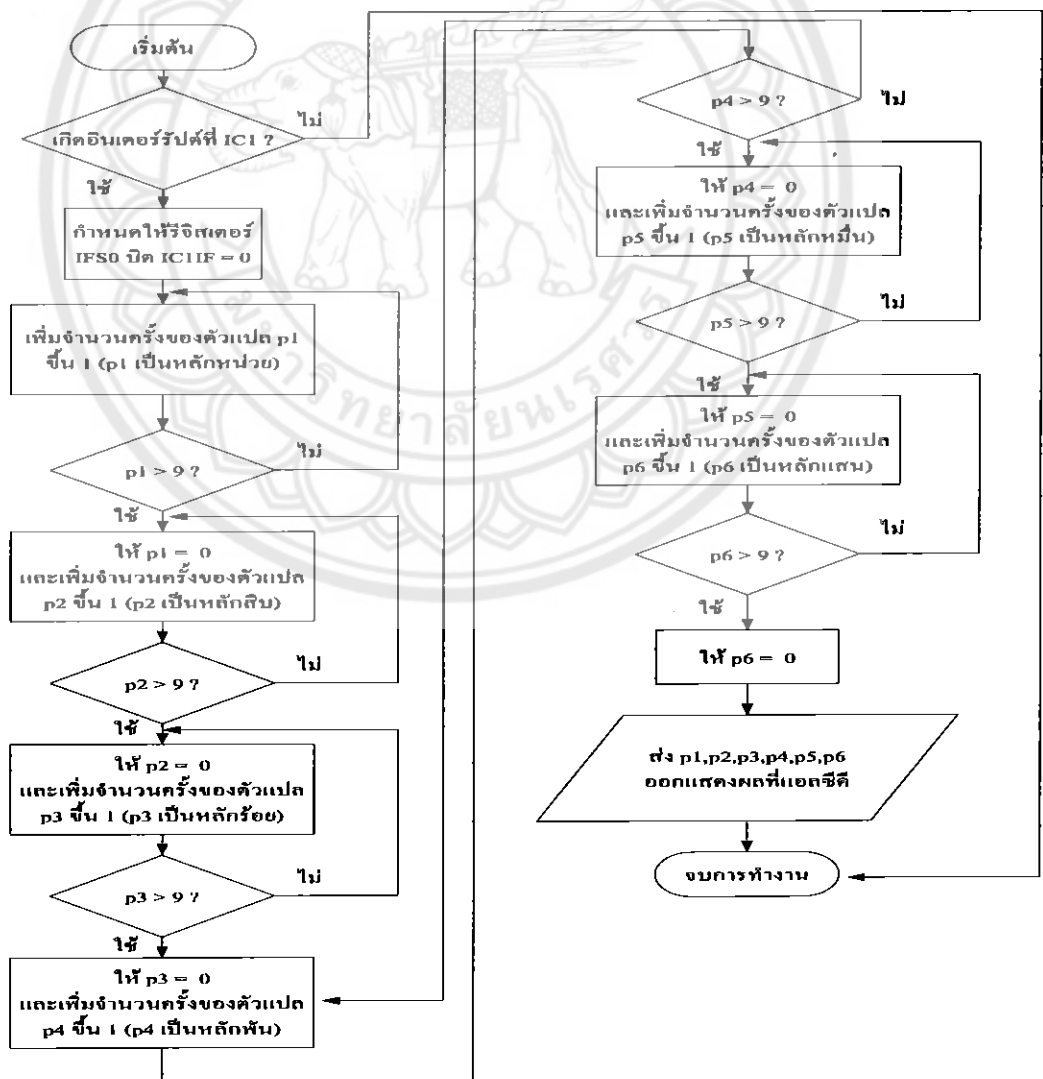 เริ่มต้น
เกิดอินเตอร์รัปต์ที่ IC1 ?
ไม่
ใช่
กำหนดให้รีจิสเตอร์
IFS0 บิต IC1IF = 0
เพิ่มจำนวนครั้งของตัวแปล p1
ขึ้น 1 (p1 เป็นหลักหน่วย)
p1 > 9 ?
ไม่
ใช่
ให้ p1 = 0
และเพิ่มจำนวนครั้งของตัวแปล
p2 ขึ้น 1 (p2 เป็นหลักสิบ)
p2 > 9 ?
ไม่
ใช่
ให้ p2 = 0
และเพิ่มจำนวนครั้งของตัวแปล
p3 ขึ้น 1 (p3 เป็นหลักร้อย)
p3 > 9 ?
ไม่
ใช่
ให้ p3 = 0
และเพิ่มจำนวนครั้งของตัวแปล
p4 ขึ้น 1 (p4 เป็นหลักพัน)
p4 > 9 ?
ไม่
ใช่
ให้ p4 = 0
และเพิ่มจำนวนครั้งของตัวแปล
p5 ขึ้น 1 (p5 เป็นหลักหมื่น)
p5 > 9 ?
ไม่
ใช่
ให้ p5 = 0
และเพิ่มจำนวนครั้งของตัวแปล
p6 ขึ้น 1 (p6 เป็นหลักแสน)
p6 > 9 ?
ไม่
ใช่
ให้ p6 = 0
ส่ง p1,p2,p3,p4,p5,p6
ออกแสดงผลที่แอลซีดี
จบการทำงาน
มหาวิทยาลัยนเรศวร